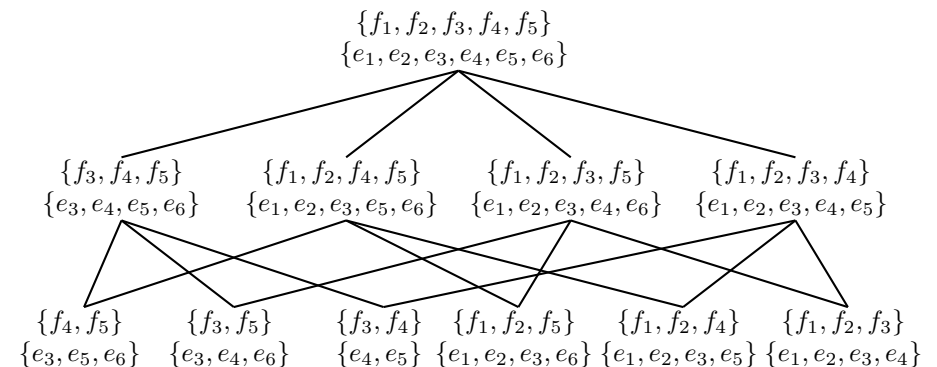 {f₁, f₂, f₃, f₄, f₅}
{e₁, e₂, e₃, e₄, e₅, e₆}
{f₃, f₄, f₅} {f₁, f₂, f₄, f₅} {f₁, f₂, f₃, f₅} {f₁, f₂, f₃, f₄}
{e₃, e₄, e₅, e₆} {e₁, e₂, e₃, e₅, e₆} {e₁, e₂, e₃, e₄, e₆} {e₁, e₂, e₃, e₄, e₅}
{f₄, f₅} {f₃, f₅} {f₃, f₄} {f₁, f₂, f₅} {f₁, f₂, f₄} {f₁, f₂, f₃}
{e₃, e₅, e₆} {e₃, e₄, e₆} {e₄, e₅} {e₁, e₂, e₃, e₆} {e₁, e₂, e₃, e₅} {e₁, e₂, e₃, e₄}